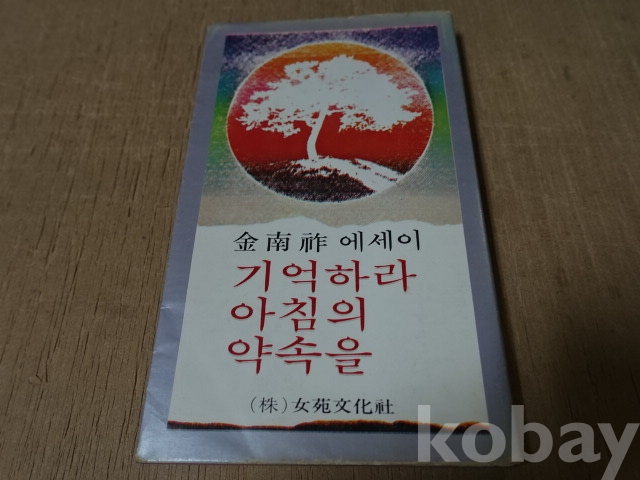 金南祚 에세이
기억하라
아침의
약속을
(株)女苑文化社
kobay